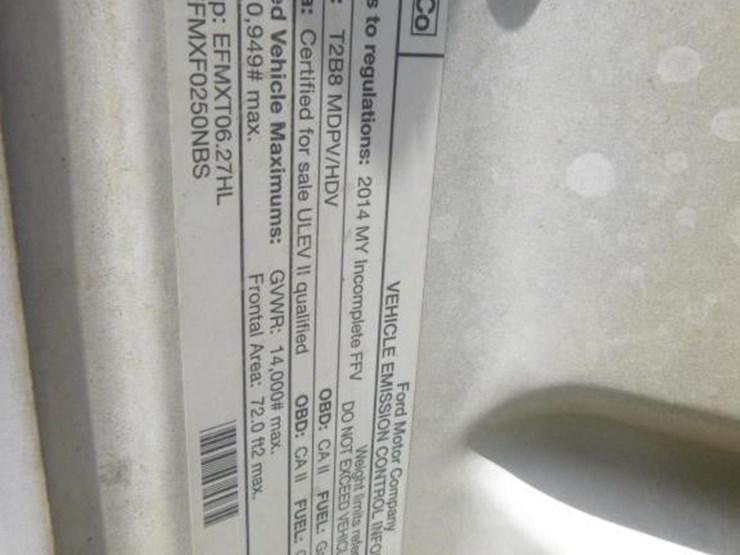 Co
Ford Motor Company
VEHICLE EMISSION CONTROL INFO
s to regulations: 2014 MY Incomplete FFV
Weight limits refe
DO NOT EXCEED VEHIC
: T2B8 MDPV/HDV OBD: CA II FUEL: G
a: Certified for sale ULEV II qualified OBD: CA II FUEL:
ed Vehicle Maximums: GVWR: 14,000# max.
0,949# max. Frontal Area: 72.0 ft2 max.
p: EFMXT06.27HL
FMXF0250NBS